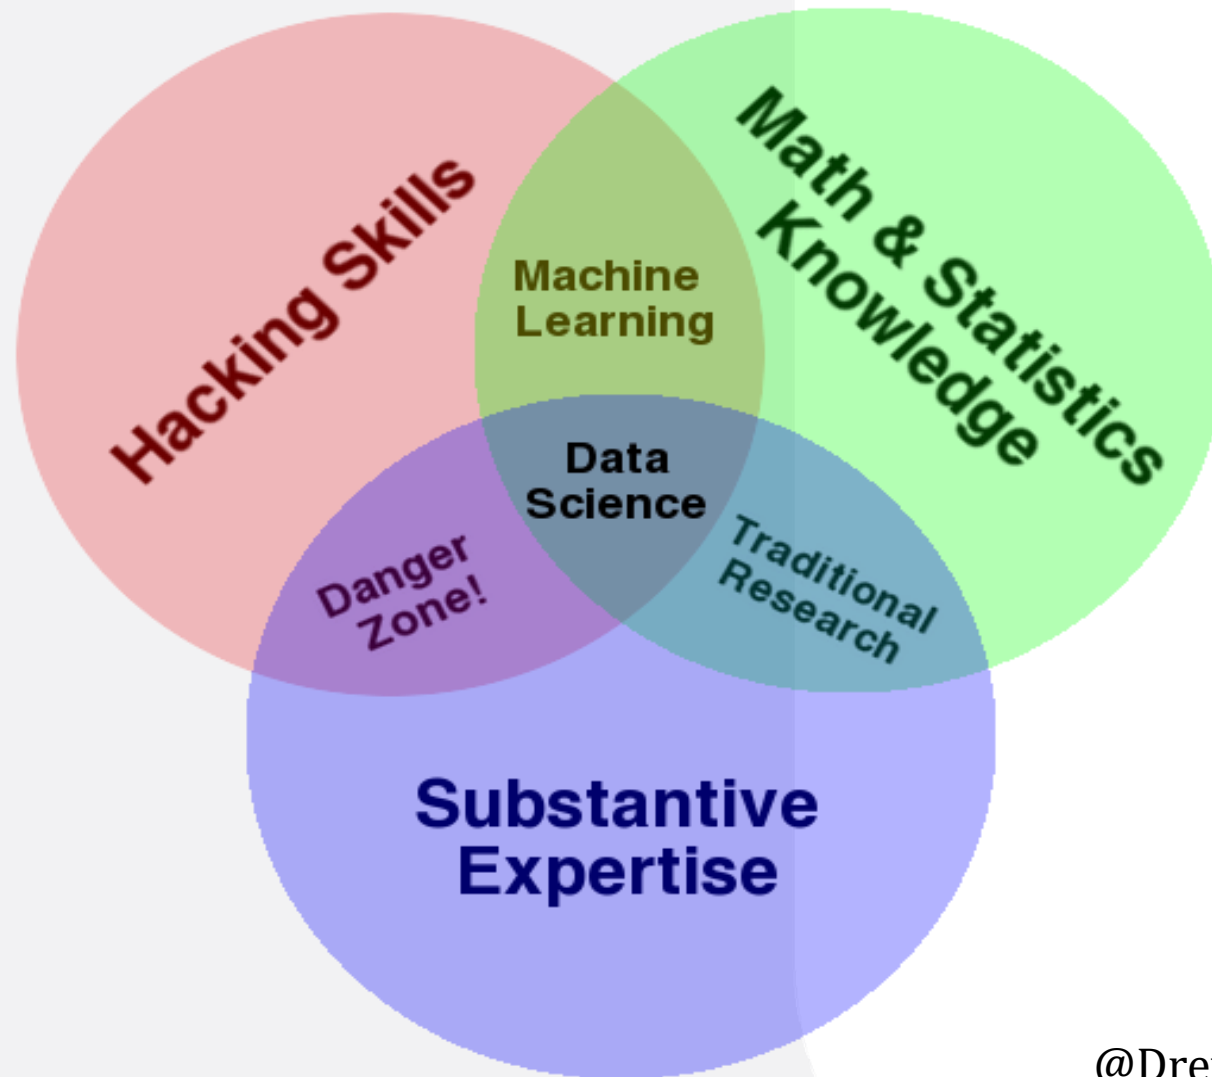 Hacking Skills
Math & Statistics
Knowledge
Machine
Learning
Data
Science
Danger
Zone!
Traditional
Research
Substantive
Expertise